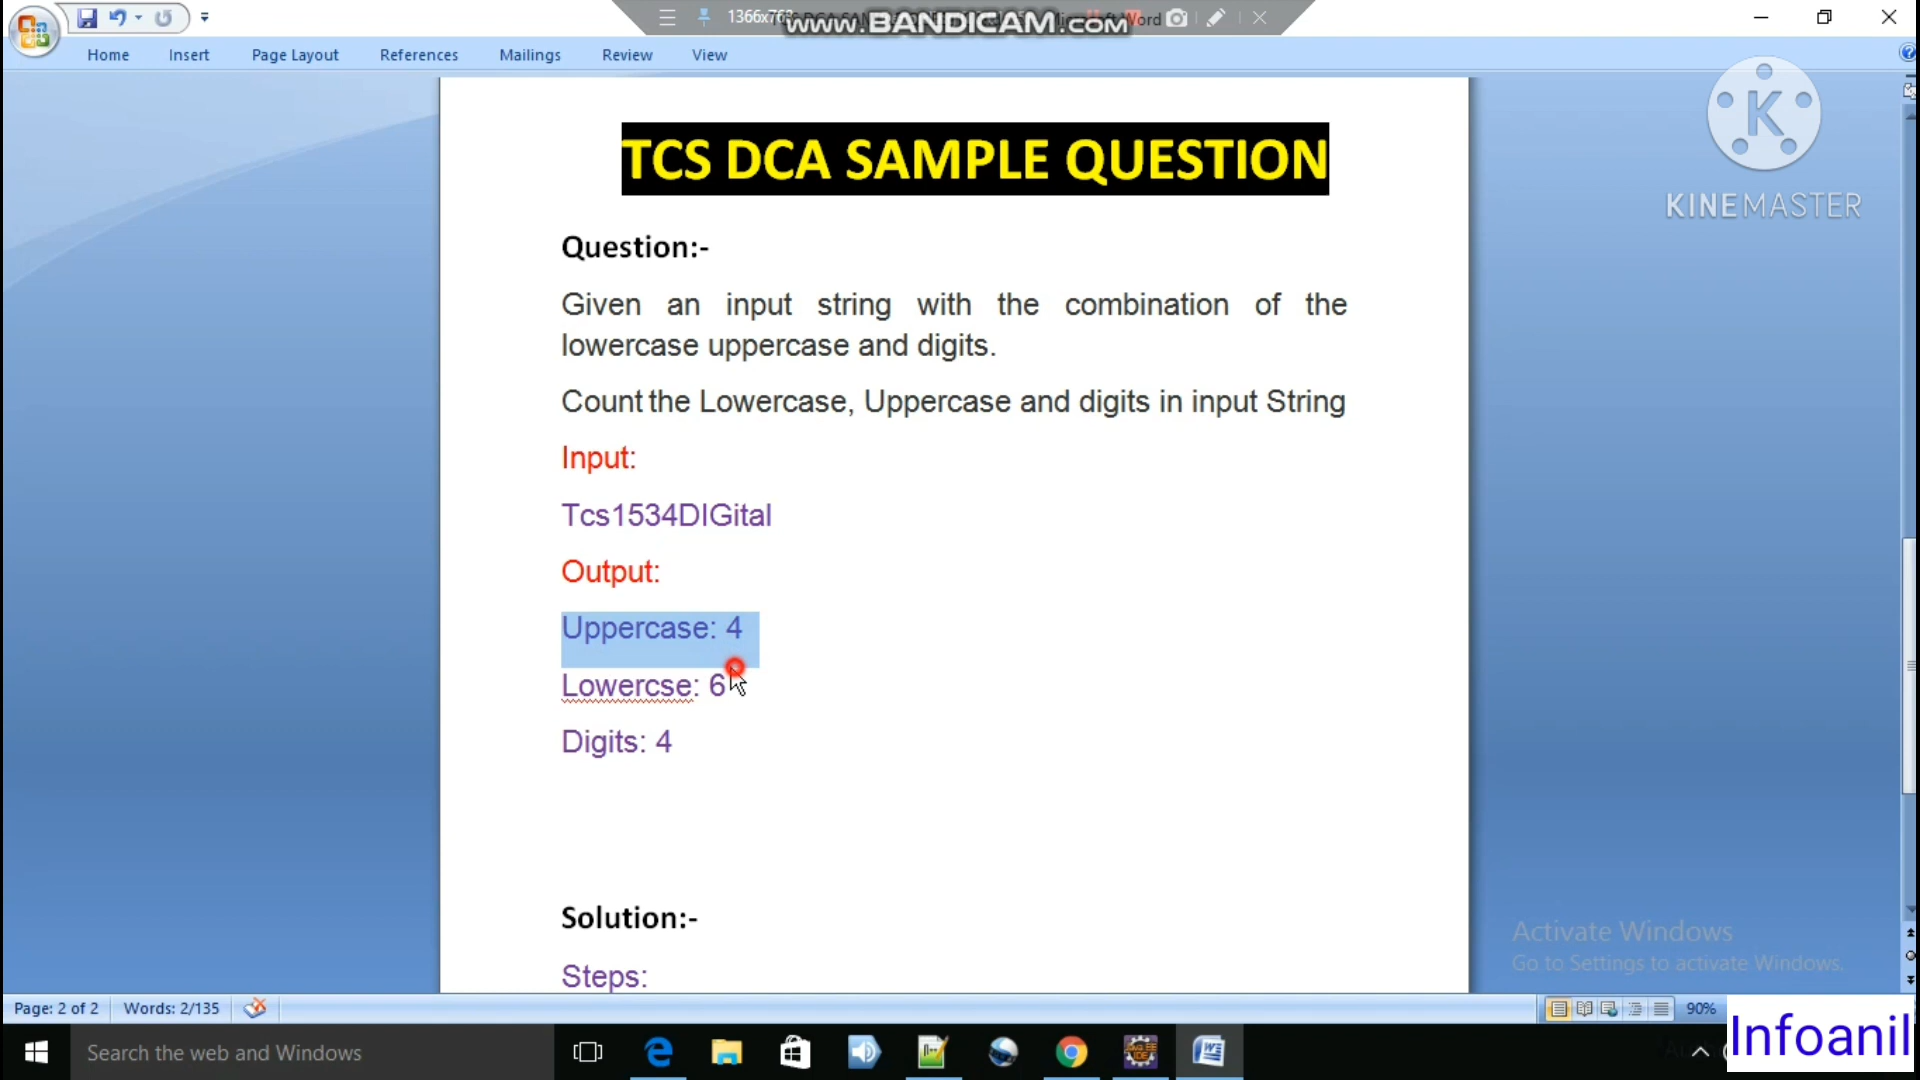 1366x768
www.BANDICAM.com
Word
Home Insert Page Layout References Mailings Review View
KINEMASTER
TCS DCA SAMPLE QUESTION
Question:-
Given an input string with the combination of the
lowercase uppercase and digits.
Count the Lowercase, Uppercase and digits in input String
Input:
Tcs1534DIGital
Output:
Uppercase: 4
Lowercse: 6
Digits: 4
Solution:-
Steps:
Activate Windows
Go to Settings to activate Windows.
Page: 2 of 2 Words: 2/135 90%
Search the web and Windows
Infoanil